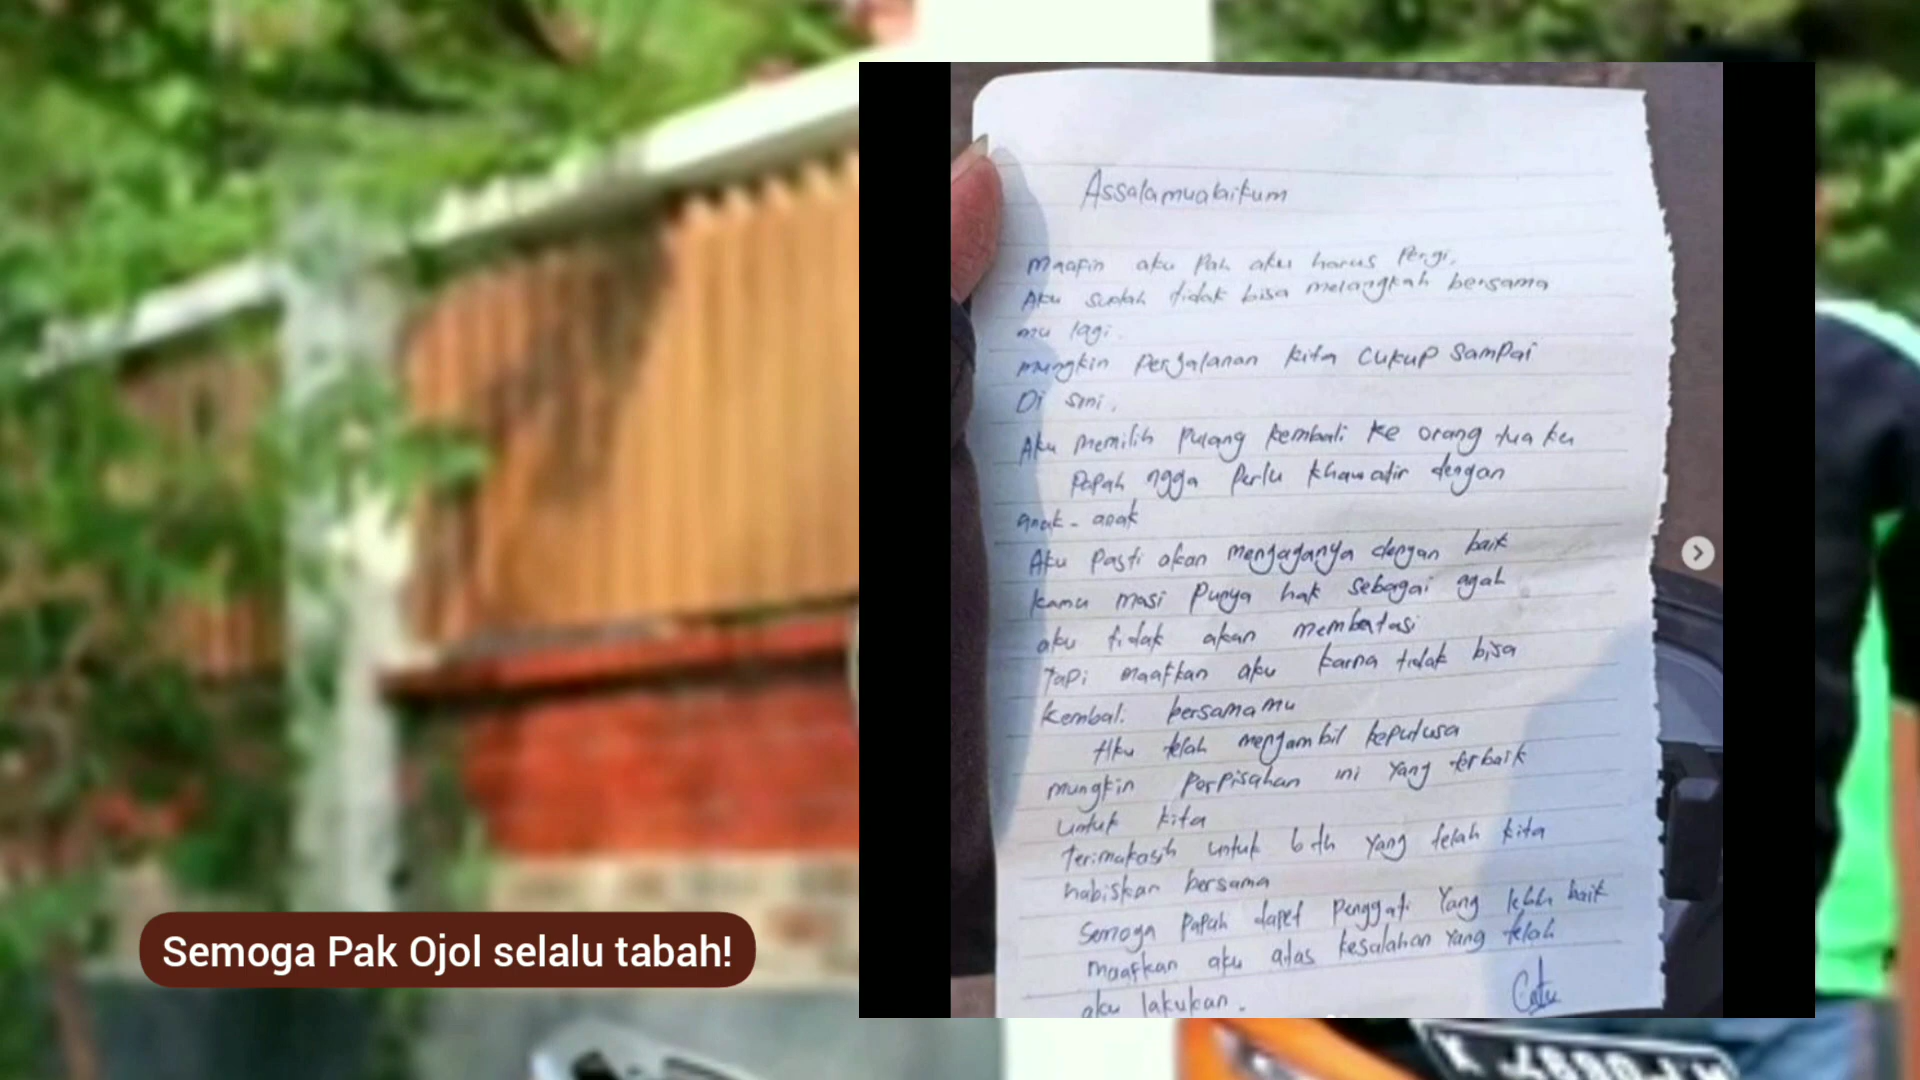 Assalamualaikum
Maafin aku Pah aku harus Pergi.
Aku sudah tidak bisa melangkah bersama
mu lagi.
mungkin Perjalanan kita cukup sampai
Di sini.
Aku memilih pulang kembali ke orang tua ku
Papah ngga Perlu khawatir dengan
anak - anak
Aku Pasti akan menjaganya dengan baik
kamu masi Punya hak sebagai ayah
aku tidak akan membatasi
Tapi maafkan aku karna tidak bisa
kembali bersamamu
Aku telah mengambil keputusa
mungkin Perpisahan ini yang terbaik
untuk kita
Terimakasih untuk 6 th yang telah kita
habiskan bersama
semoga Papah dapet Penggati yang lebih baik
maafkan aku atas kesalahan yang telah
aku lakukan.
Semoga Pak Ojol selalu tabah!